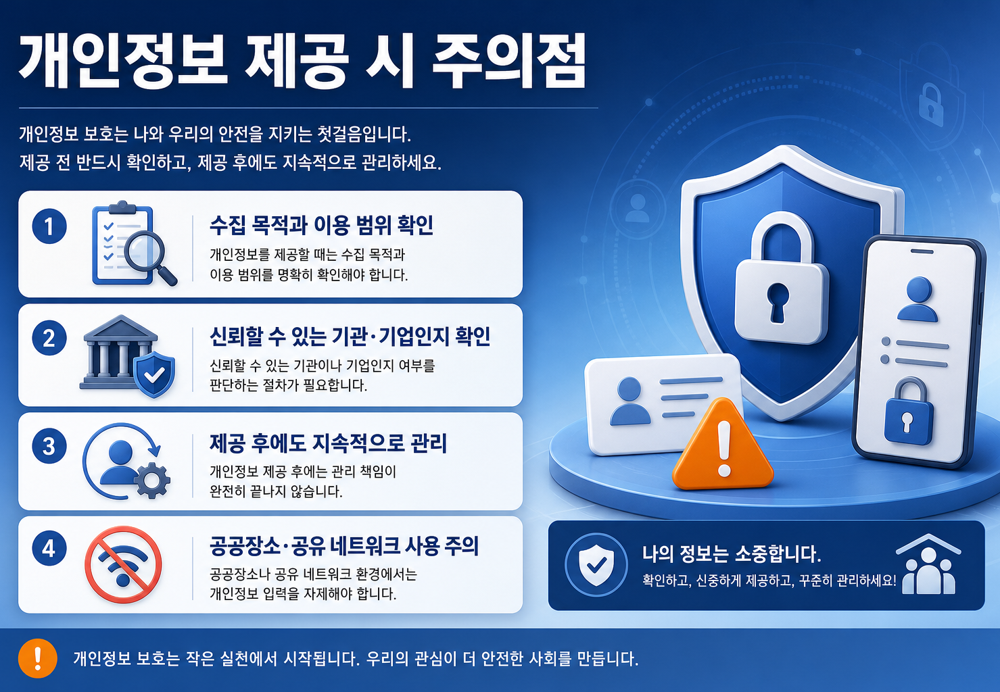 개인정보 제공 시 주의점
개인정보 보호는 나와 우리의 안전을 지키는 첫걸음입니다.
제공 전 반드시 확인하고, 제공 후에도 지속적으로 관리하세요.
1
수집 목적과 이용 범위 확인
개인정보를 제공할 때는 수집 목적과
이용 범위를 명확히 확인해야 합니다.
2
신뢰할 수 있는 기관·기업인지 확인
신뢰할 수 있는 기관이나 기업인지 여부를
판단하는 절차가 필요합니다.
3
제공 후에도 지속적으로 관리
개인정보 제공 후에는 관리 책임이
완전히 끝나지 않습니다.
4
공공장소·공유 네트워크 사용 주의
공공장소나 공유 네트워크 환경에서는
개인정보 입력을 자제해야 합니다.
나의 정보는 소중합니다.
확인하고, 신중하게 제공하고, 꾸준히 관리하세요!
개인정보 보호는 작은 실천에서 시작됩니다. 우리의 관심이 더 안전한 사회를 만듭니다.